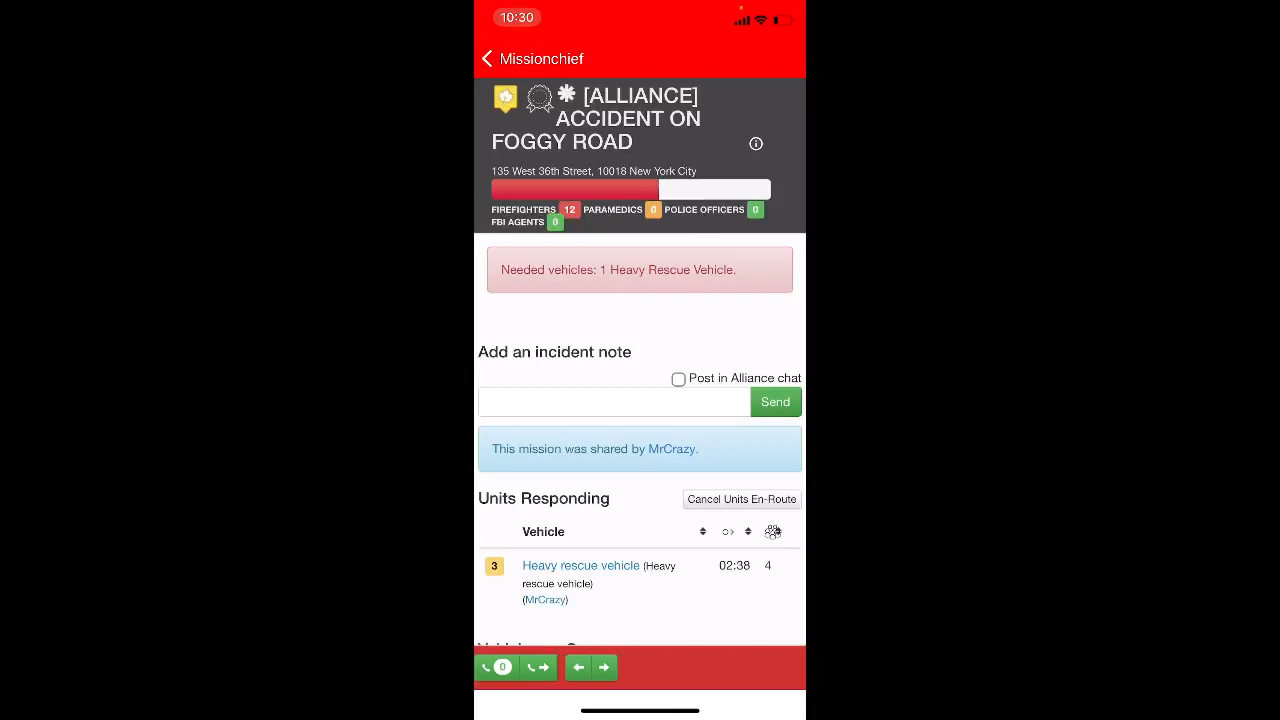 10:30
Missionchief
[ALLIANCE]
ACCIDENT ON
FOGGY ROAD
135 West 36th Street, 10018 New York City
FIREFIGHTERS 12 PARAMEDICS 0 POLICE OFFICERS 0
FBI AGENTS 0
Needed vehicles: 1 Heavy Rescue Vehicle.
Add an incident note
Post in Alliance chat
Send
This mission was shared by MrCrazy.
Units Responding
Cancel Units En-Route
Vehicle
3 Heavy rescue vehicle (Heavy 02:38 4
rescue vehicle)
(MrCrazy)
0